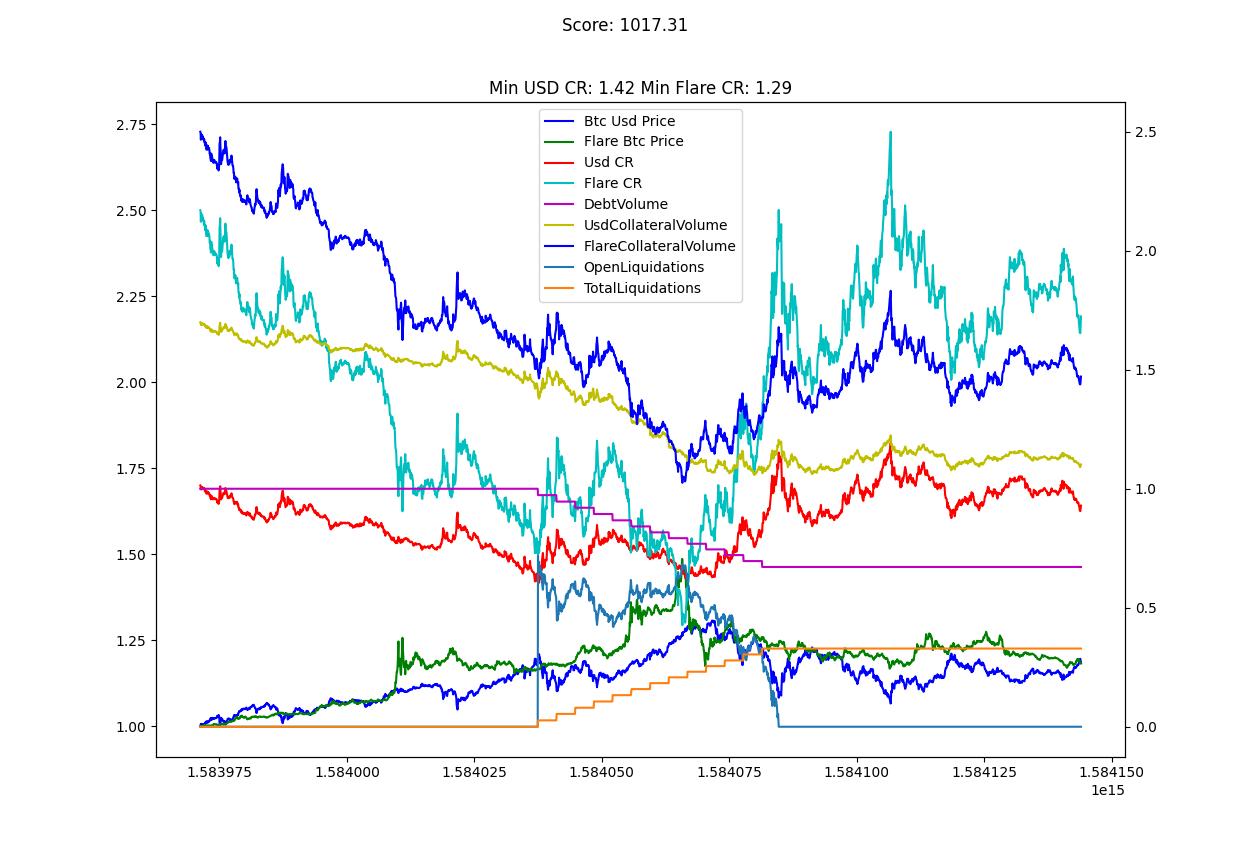 Score: 1017.31
Min USD CR: 1.42 Min Flare CR: 1.29
2.75
2.50
2.25
2.00
1.75
1.50
1.25
1.00
Btc Usd Price
Flare Btc Price
Usd CR
Flare CR
DebtVolume
UsdCollateralVolume
FlareCollateralVolume
OpenLiquidations
TotalLiquidations
2.5
2.0
1.5
1.0
0.5
0.0
1.583975 1.584000 1.584025 1.584050 1.584075 1.584100 1.584125 1.584150
1e15